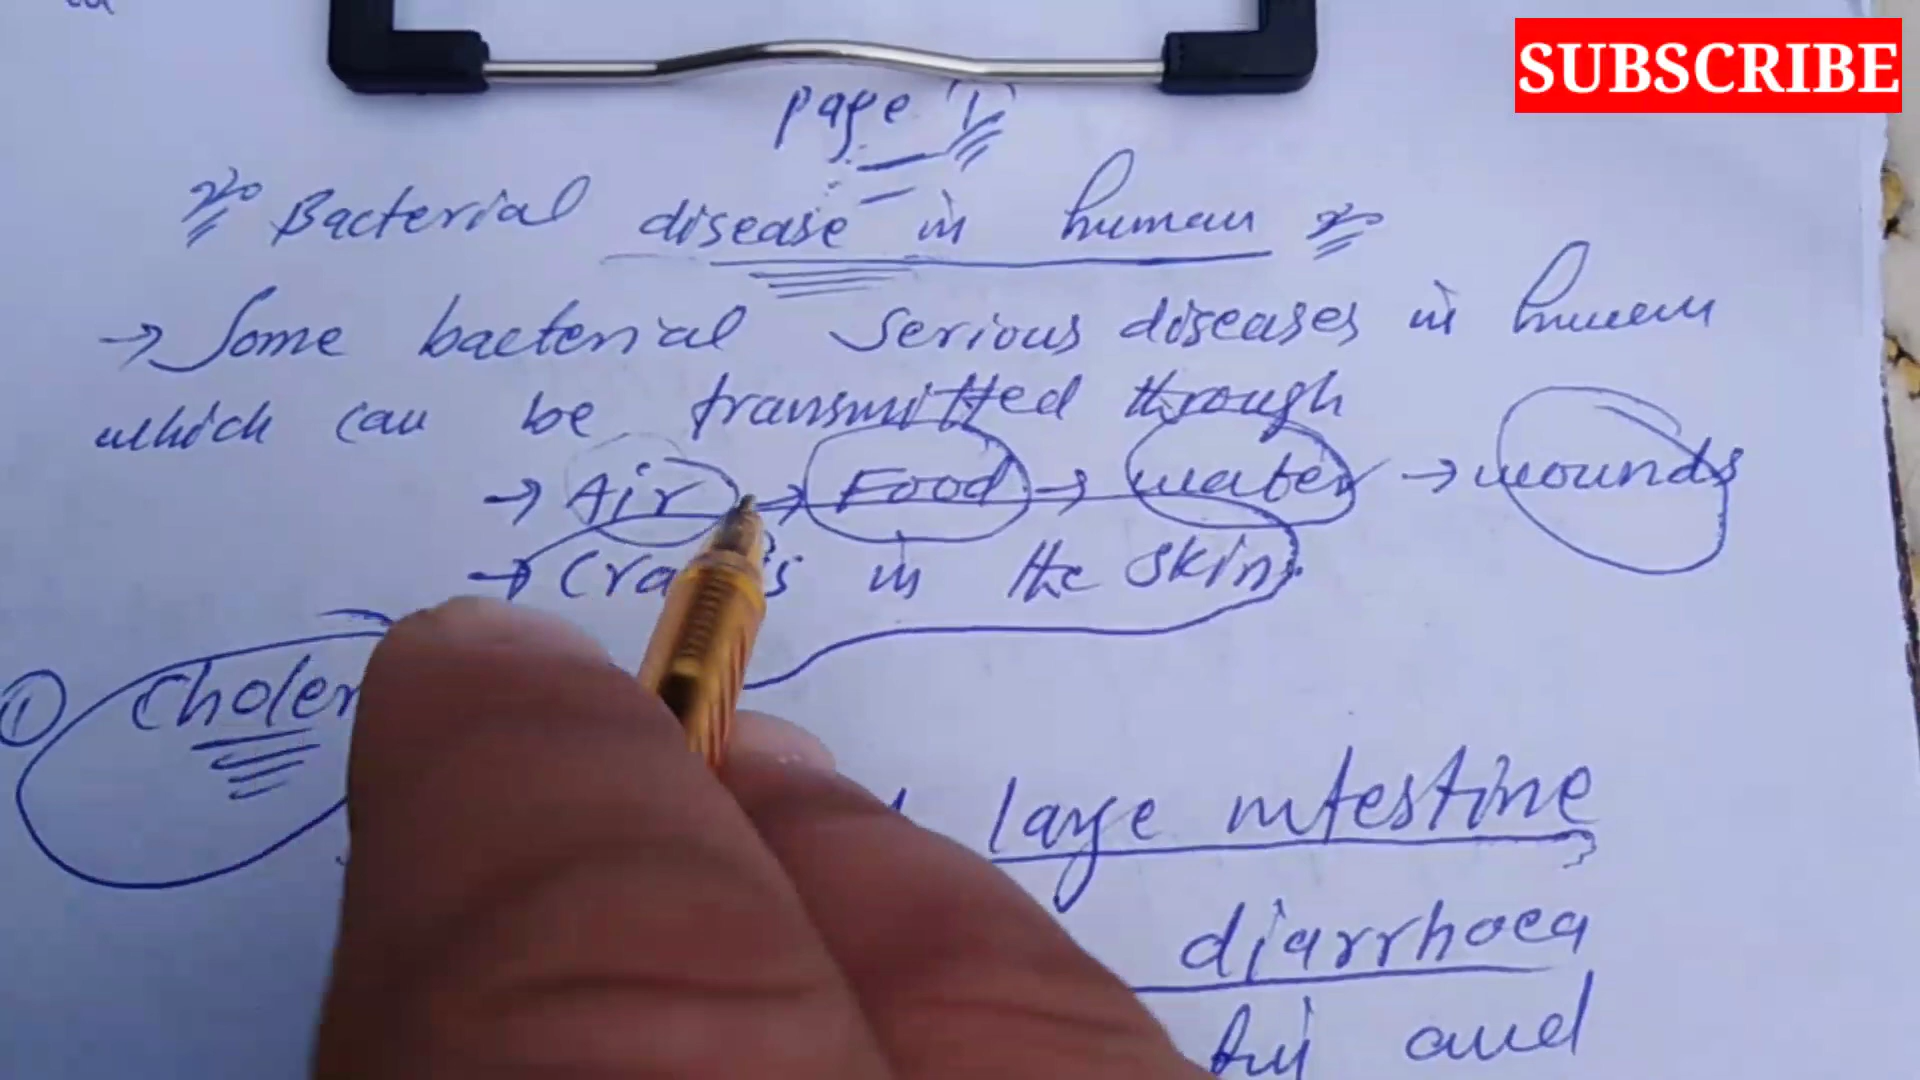 SUBSCRIBE
page 1
Bacterial disease in human
→ Some bacterial serious diseases in human
which can be transmitted through
→ Air → Food → water → wounds
→ in the skin
① Choler
large intestine
diarrhoea
and